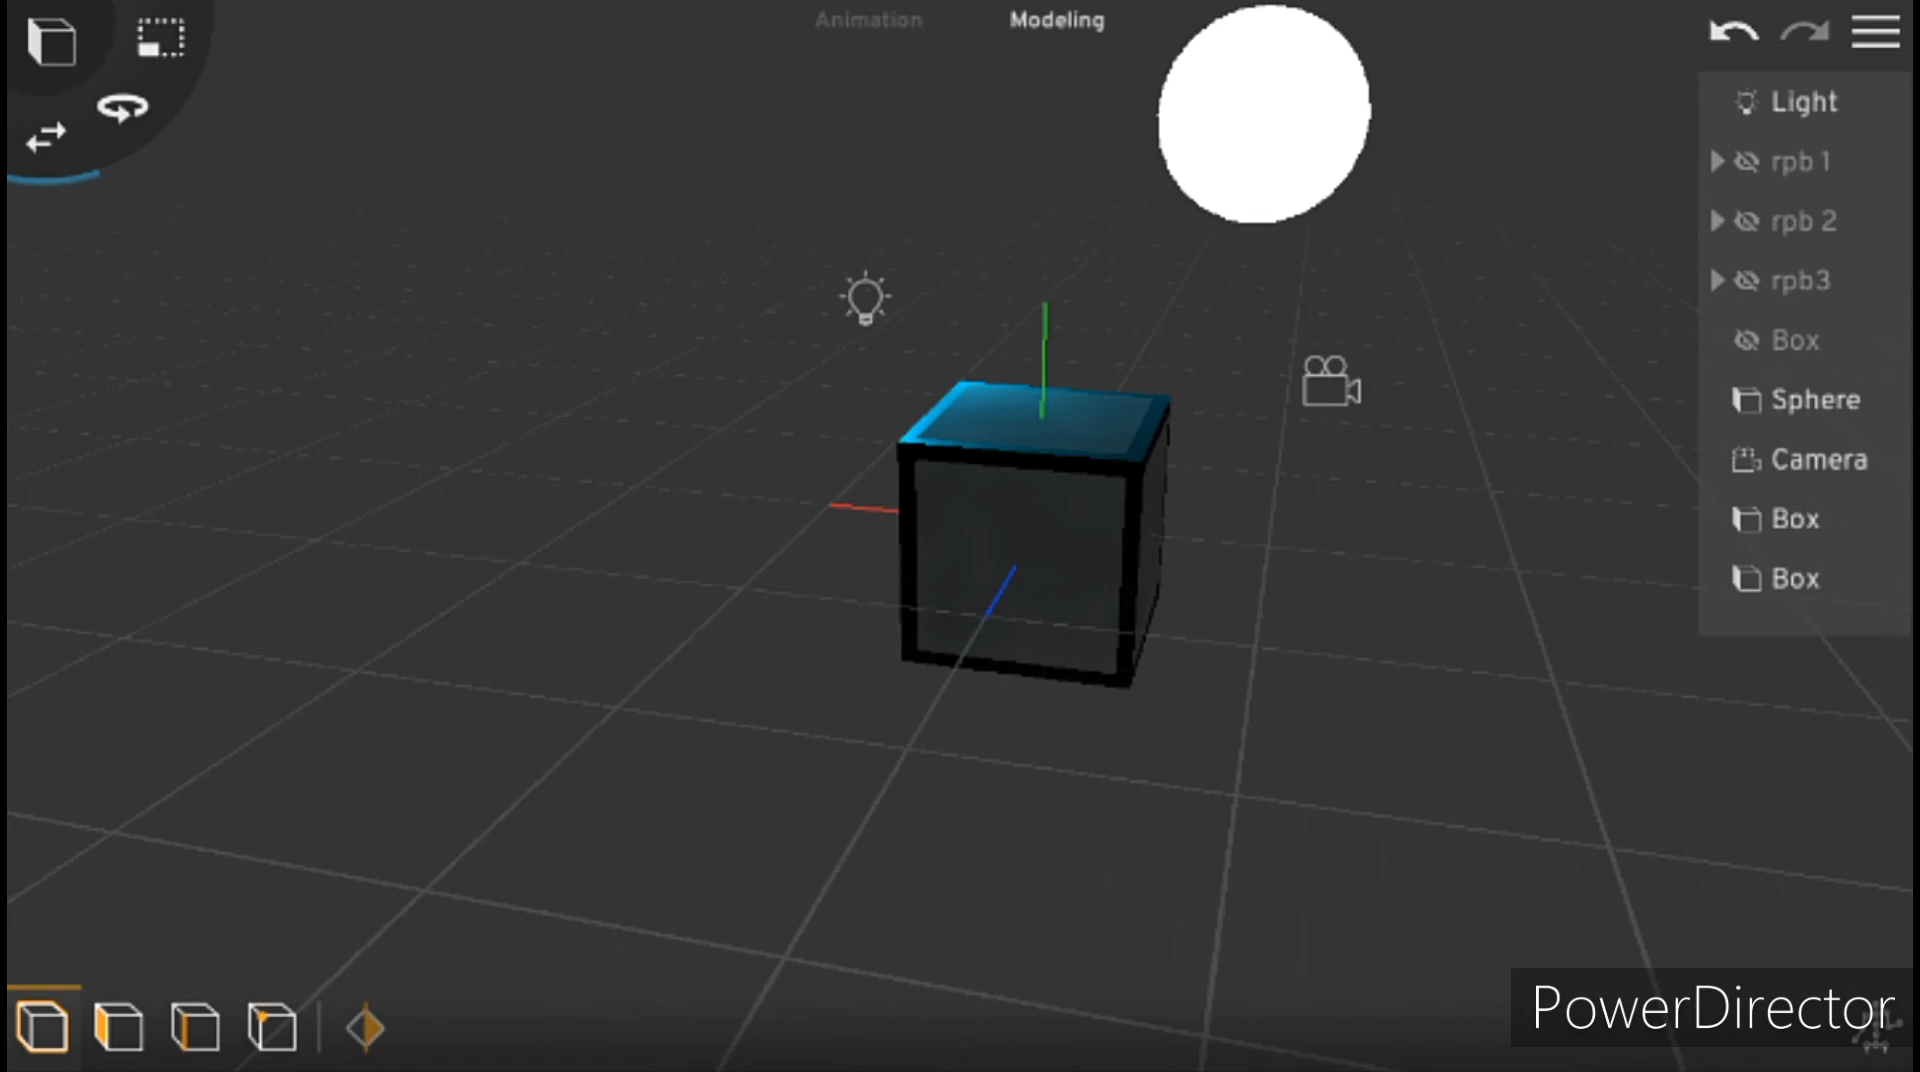 Animation
Modeling
Light
rpb 1
rpb 2
rpb3
Box
Sphere
Camera
Box
Box
PowerDirector